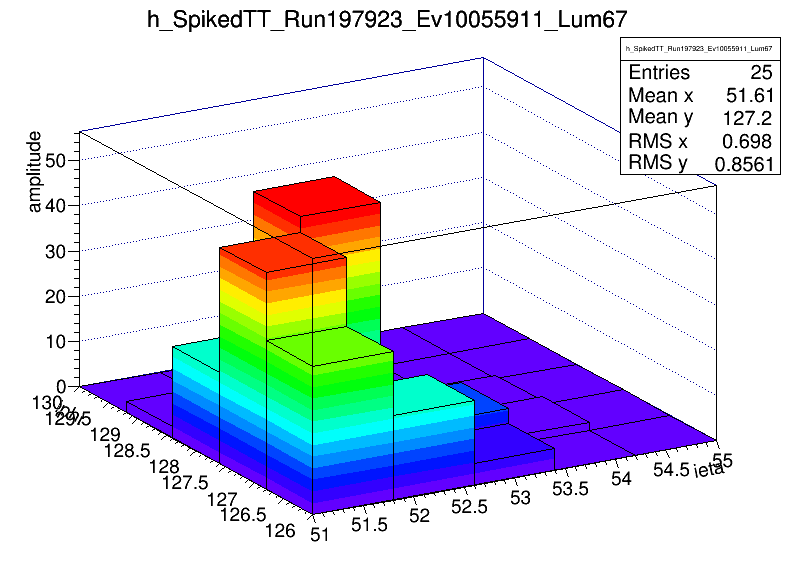 h_SpikedTT_Run197923_Ev10055911_Lum67
h_SpikedTT_Run197923_Ev10055911_Lum67
Entries 25
Mean x 51.61
Mean y 127.2
RMS x 0.698
RMS y 0.8561
amplitude
50
40
30
20
10
0
130
129.5
129
128.5
128
127.5
127
126.5
126
51
51.5
52
52.5
53
53.5
54
54.5
55
ieta